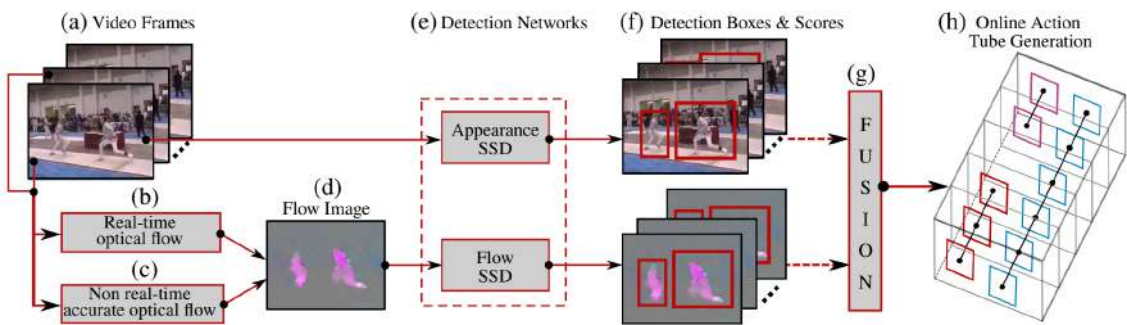 (a) Video Frames
(e) Detection Networks
(f) Detection Boxes & Scores
(h) Online Action
Tube Generation
(g)
Appearance
SSD
FUSION
(b)
Real-time
optical flow
(c)
Non real-time
accurate optical flow
(d)
Flow Image
Flow
SSD